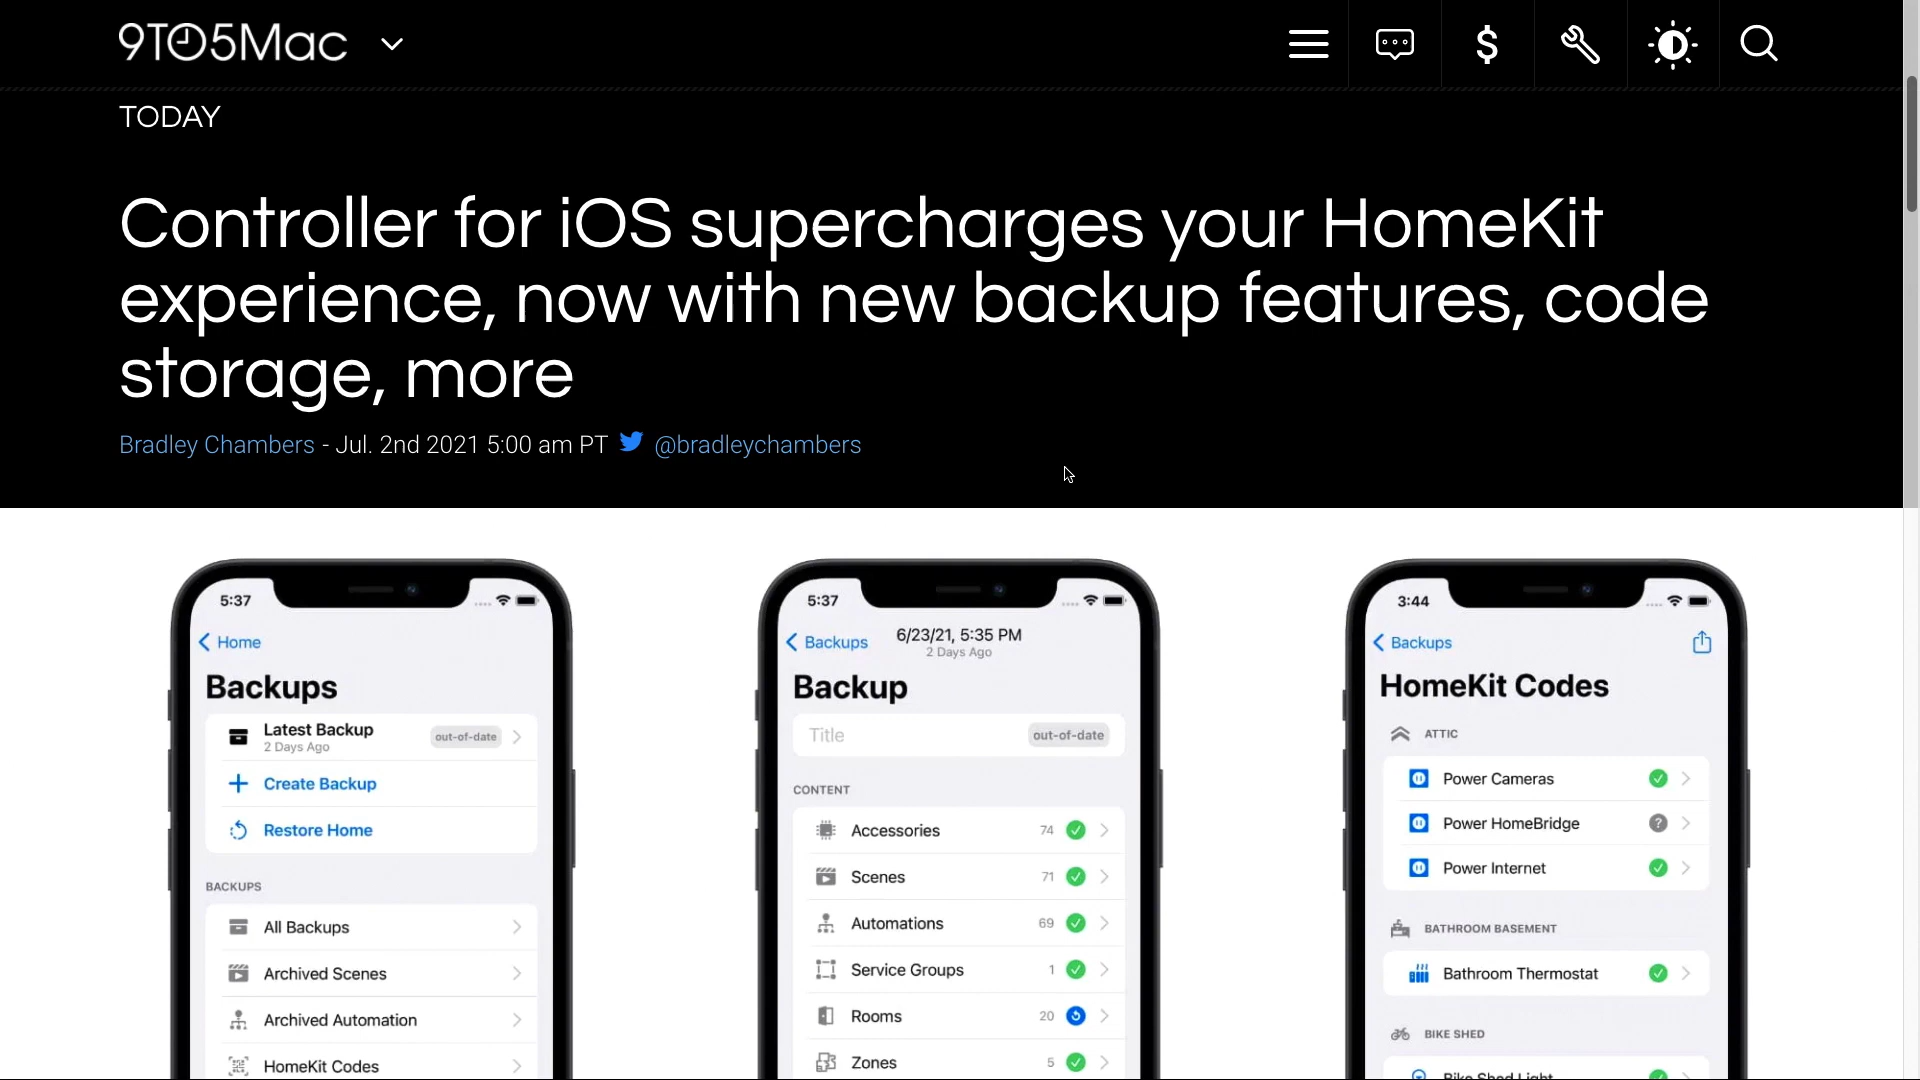 9TO5Mac
TODAY
Controller for iOS supercharges your HomeKit
experience, now with new backup features, code
storage, more
Bradley Chambers - Jul. 2nd 2021 5:00 am PT @bradleychambers
5:37
Home
Backups
Latest Backup
2 Days Ago
out-of-date
Create Backup
Restore Home
BACKUPS
All Backups
Archived Scenes
Archived Automation
HomeKit Codes
5:37
Backups
6/23/21, 5:35 PM
2 Days Ago
Backup
Title
out-of-date
CONTENT
Accessories 74
Scenes 71
Automations 69
Service Groups 1
Rooms 20
Zones 5
3:44
Backups
HomeKit Codes
ATTIC
Power Cameras
Power HomeBridge
Power Internet
BATHROOM BASEMENT
Bathroom Thermostat
BIKE SHED
Bike Shed Light